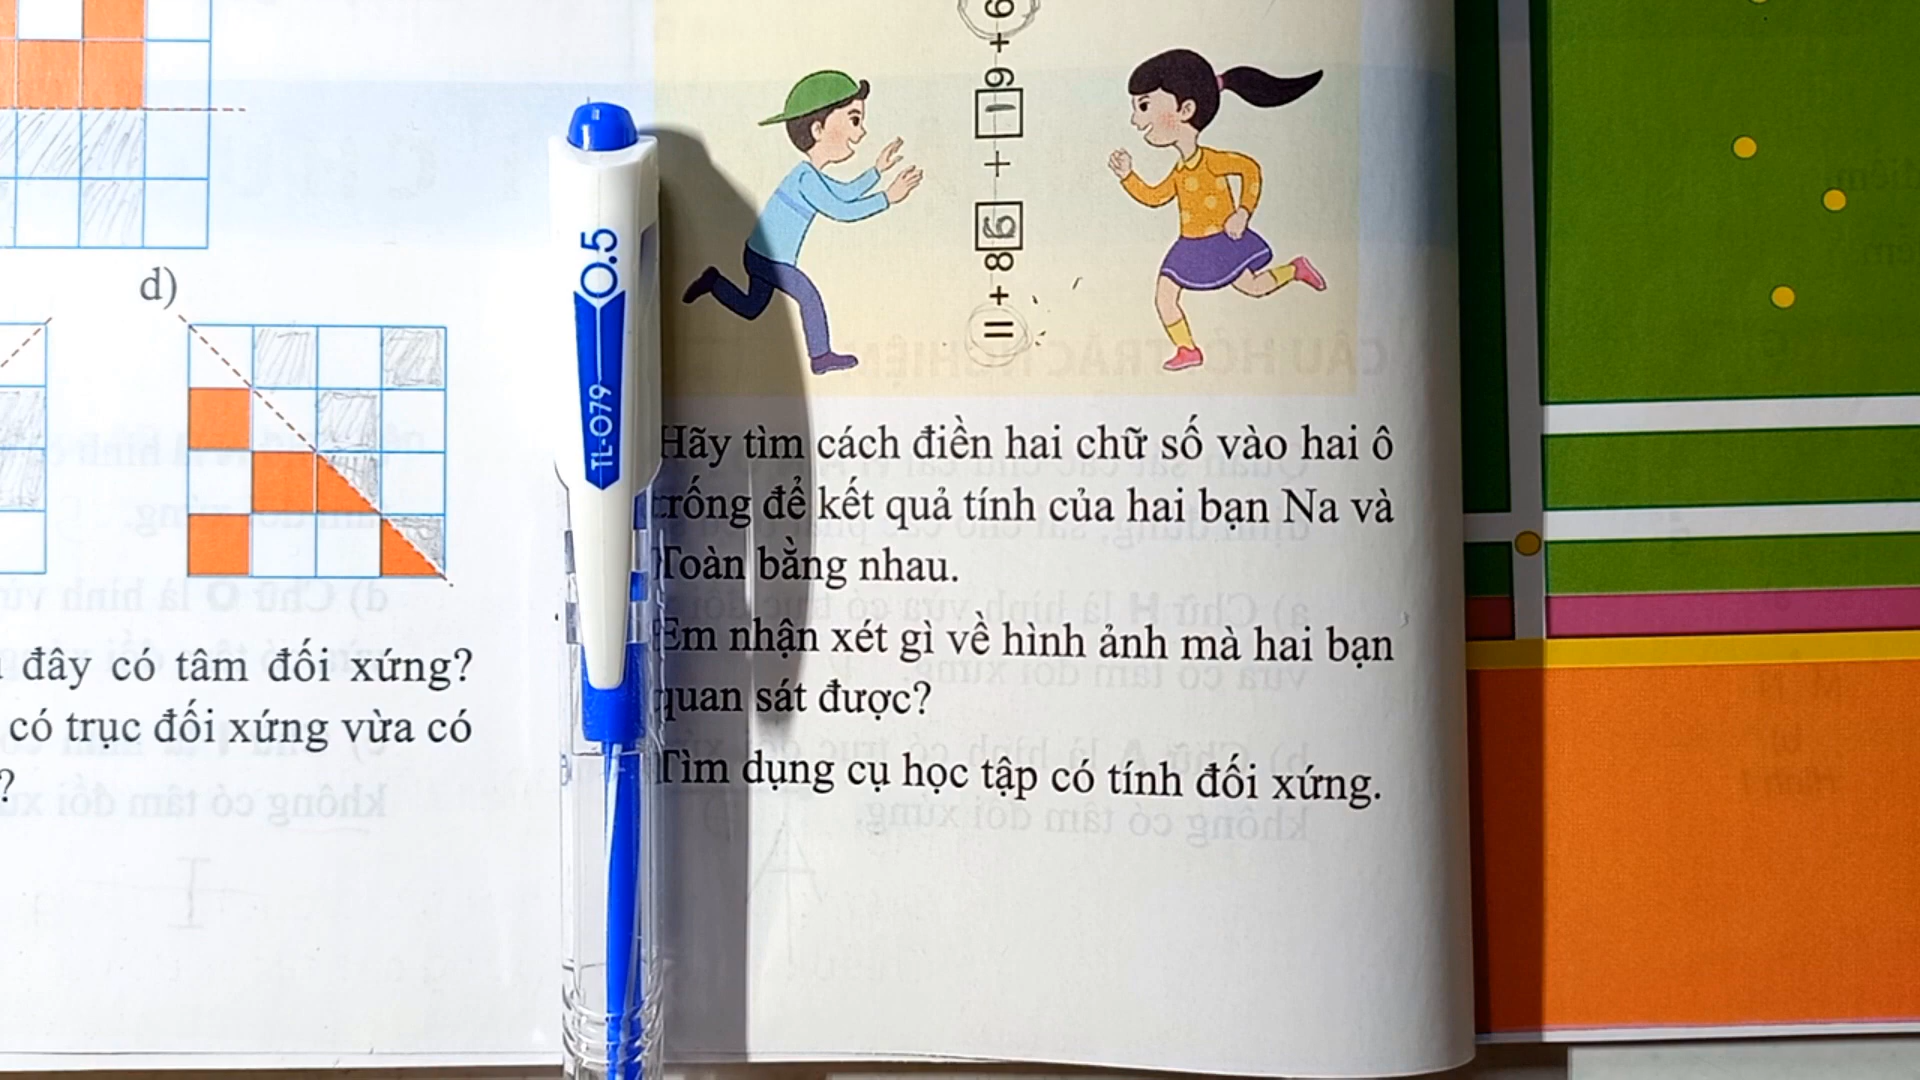 d)
đây có tâm đối xứng?
có trục đối xứng vừa có
?
0.5
TL-079
+
9
1
+
6
8
+
11
Hãy tìm cách điền hai chữ số vào hai ô
trống để kết quả tính của hai bạn Na và
Toàn bằng nhau.
Em nhận xét gì về hình ảnh mà hai bạn
quan sát được?
Tìm dụng cụ học tập có tính đối xứng.